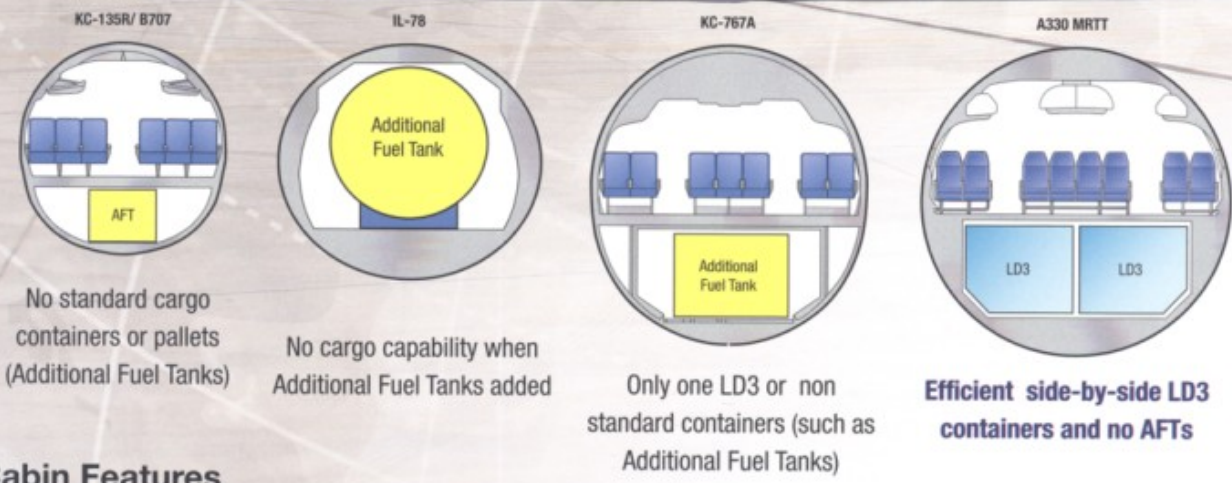 KC-135R/ B707
AFT
No standard cargo
containers or pallets
(Additional Fuel Tanks)
IL-78
Additional
Fuel Tank
No cargo capability when
Additional Fuel Tanks added
KC-767A
Additional
Fuel Tank
Only one LD3 or non
standard containers (such as
Additional Fuel Tanks)
A330 MRTT
LD3
LD3
Efficient side-by-side LD3
containers and no AFTs
Cabin Features